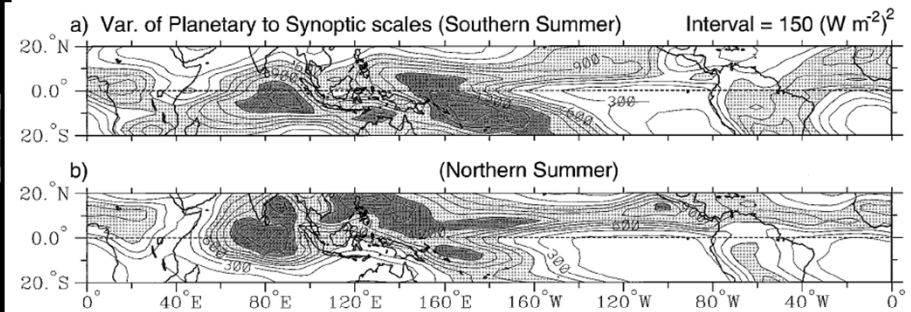 a) Var. of Planetary to Synoptic scales (Southern Summer) Interval = 150 (W m⁻²)²
20.°N
900
900
0.0°
300
600
20.°S
b) (Northern Summer)
20.°N
600
0.0°
300
300
20.°S
0° 40°E 80°E 120°E 160°E 160°W 120°W 80°W 40°W 0°